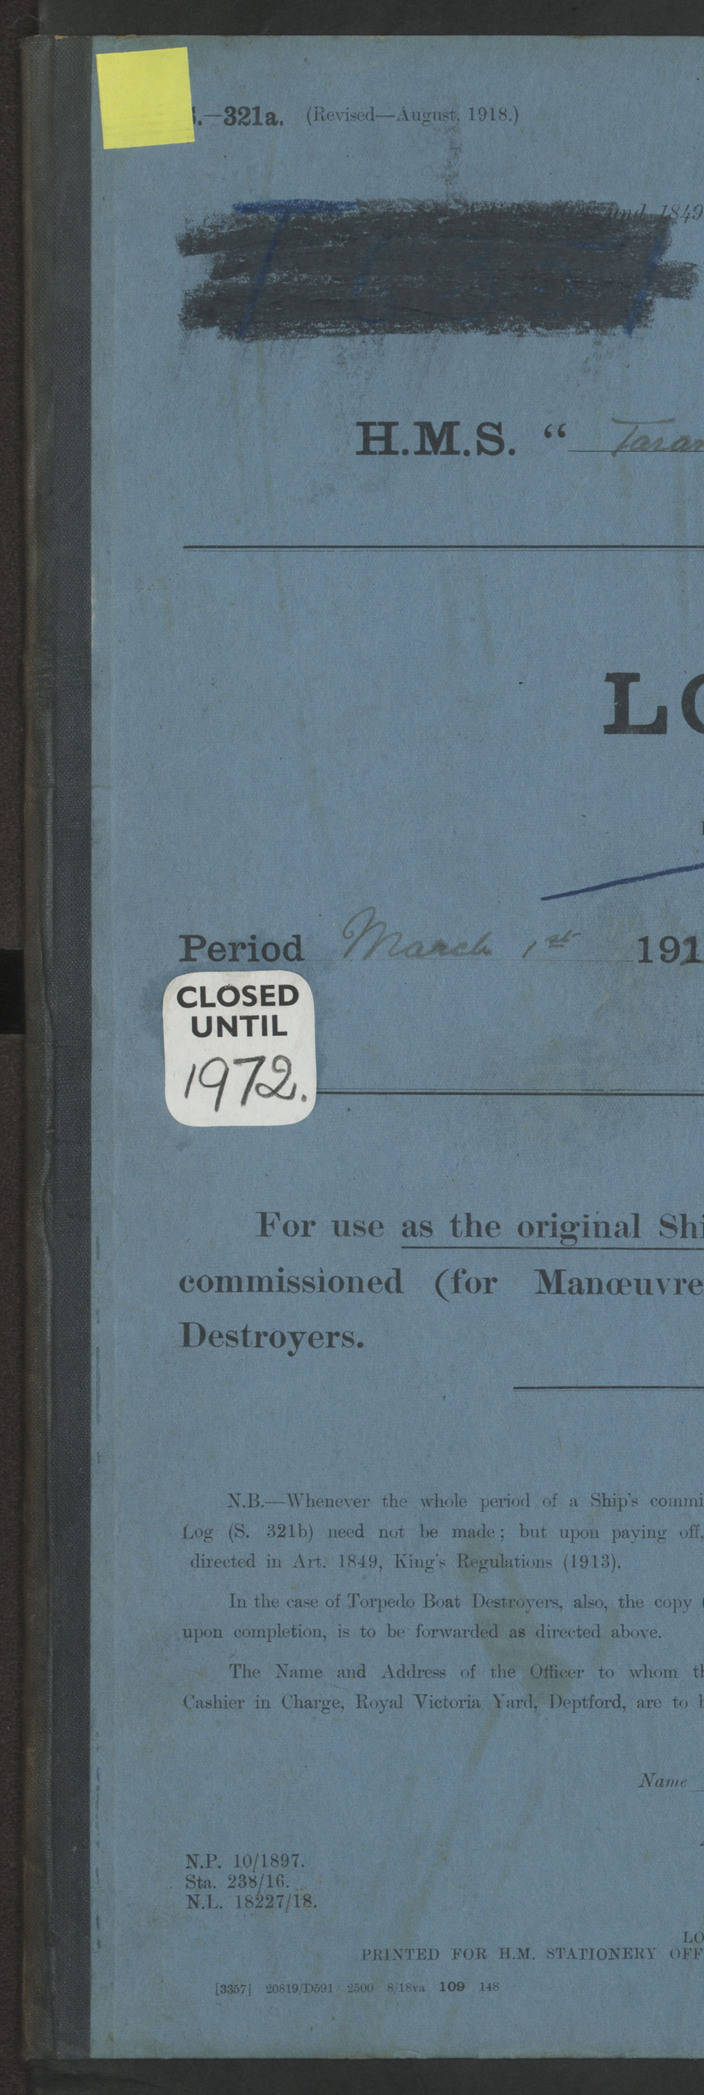 .—321a. (Revised—August, 1918.)
and 1849
H.M.S. “ Taran
LO
Period March 1st 191
CLOSED
UNTIL
1972.
For use as the original Shi
commissioned (for Manœuvre
Destroyers.
N.B.—Whenever the whole period of a Ship's commi
Log (S. 321b) need not be made; but upon paying off,
directed in Art. 1849, King's Regulations (1913).
In the case of Torpedo Boat Destroyers, also, the copy (
upon completion, is to be forwarded as directed above.
The Name and Address of the Officer to whom th
Cashier in Charge, Royal Victoria Yard, Deptford, are to b
Name
N.P. 10/1897.
Sta. 238/16.
N.L. 18227/18.
LO
PRINTED FOR H.M. STATIONERY OFF
[3357] 20819/D591 2500 8/18va 109 148